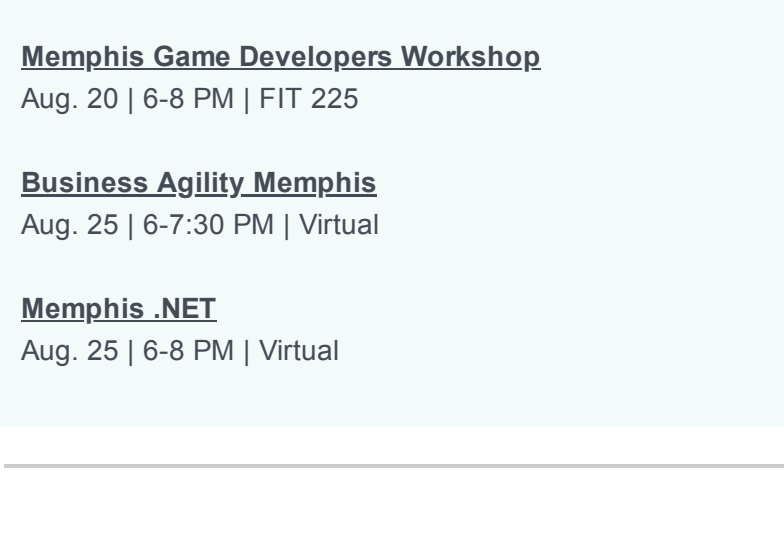 Memphis Game Developers Workshop
Aug. 20 | 6-8 PM | FIT 225
Business Agility Memphis
Aug. 25 | 6-7:30 PM | Virtual
Memphis .NET
Aug. 25 | 6-8 PM | Virtual